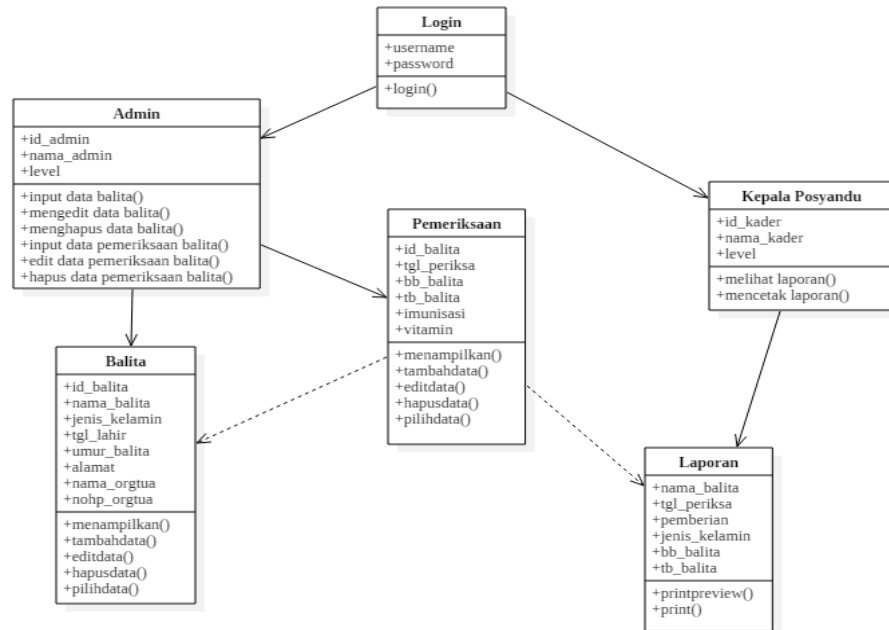 Login
+username
+password
+login()
Admin
+id_admin
+nama_admin
+level
+input data balita()
+mengedit data balita()
+menghapus data balita()
+input data pemeriksaan balita()
+edit data pemeriksaan balita()
+hapus data pemeriksaan balita()
Kepala Posyandu
+id_kader
+nama_kader
+level
+melihat laporan()
+mencetak laporan()
Pemeriksaan
+id_balita
+tgl_periksa
+bb_balita
+tb_balita
+imunisasi
+vitamin
+menampilkan()
+tambahdata()
+editdata()
+hapusdata()
+pilihdata()
Balita
+id_balita
+nama_balita
+jenis_kelamin
+tgl_lahir
+umur_balita
+alamat
+nama_orgtua
+nohp_orgtua
+menampilkan()
+tambahdata()
+editdata()
+hapusdata()
+pilihdata()
Laporan
+nama_balita
+tgl_periksa
+pemberian
+jenis_kelamin
+bb_balita
+tb_balita
+printpreview()
+print()